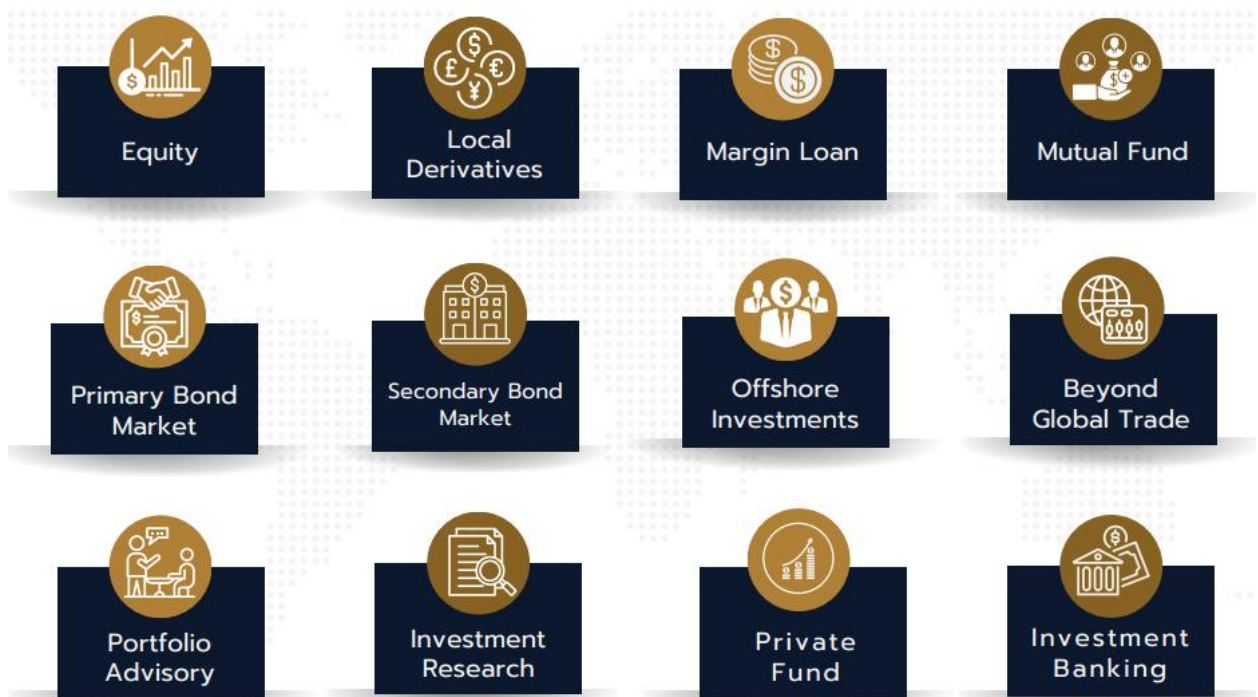 Equity
Local
Derivatives
Margin Loan
Mutual Fund
Primary Bond
Market
Secondary Bond
Market
Offshore
Investments
Beyond
Global Trade
Portfolio
Advisory
Investment
Research
Private
Fund
Investment
Banking